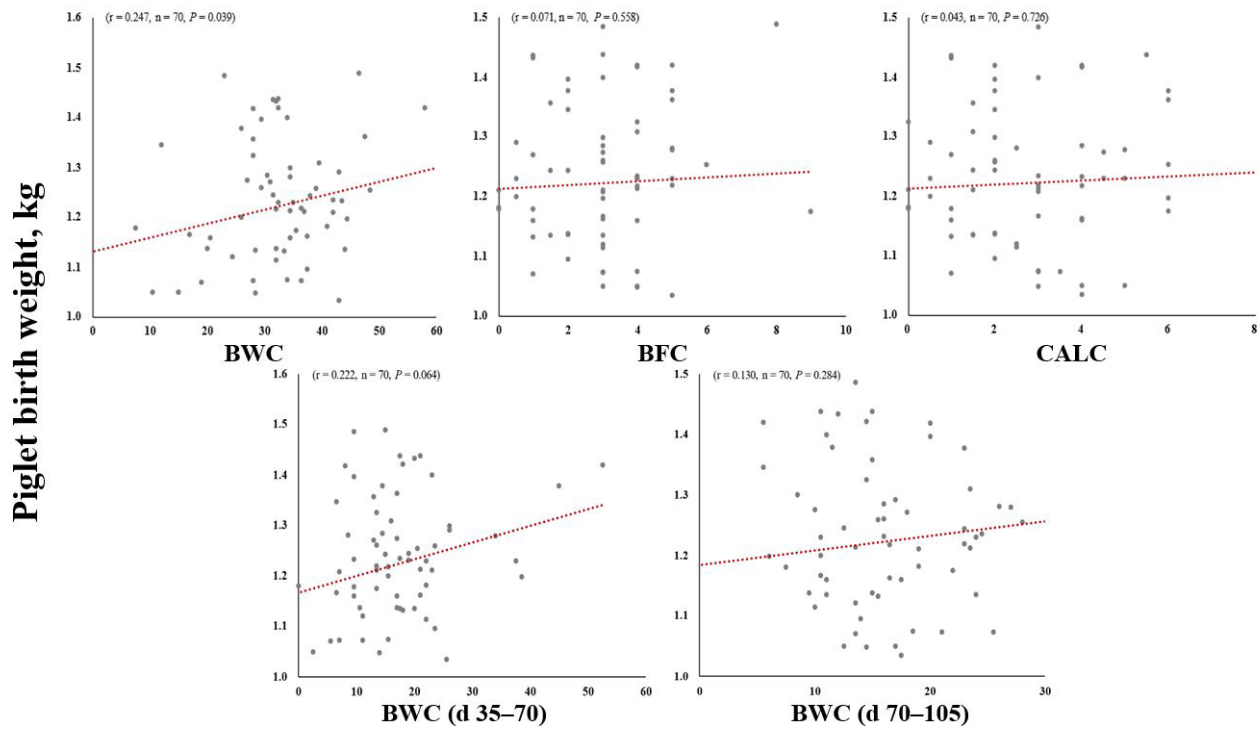 Piglet birth weight, kg
(r = 0.247, n = 70, P = 0.039)
1.6
1.5
1.4
1.3
1.2
1.1
1.0
0 10 20 30 40 50 60
BWC
(r = 0.071, n = 70, P = 0.558)
1.5
1.4
1.3
1.2
1.1
1.0
0 2 4 6 8 10
BFC
(r = 0.043, n = 70, P = 0.726)
1.5
1.4
1.3
1.2
1.1
1.0
0 2 4 6 8
CALC
(r = 0.222, n = 70, P = 0.064)
1.6
1.5
1.4
1.3
1.2
1.1
1.0
0 10 20 30 40 50 60
BWC (d 35–70)
(r = 0.130, n = 70, P = 0.284)
1.5
1.4
1.3
1.2
1.1
1.0
0 10 20 30
BWC (d 70–105)